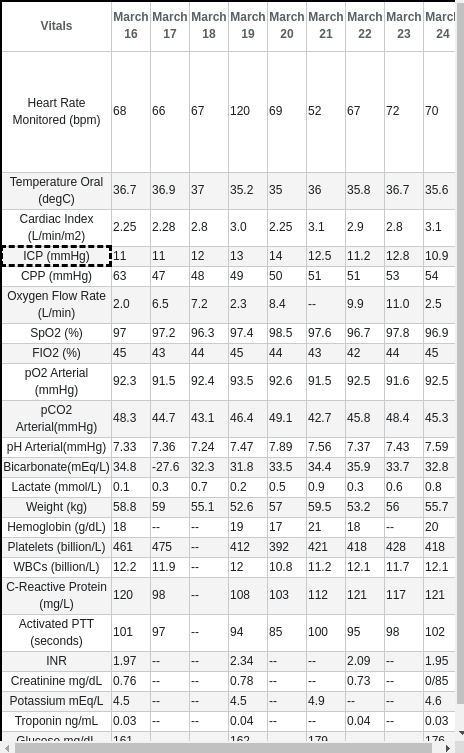 Vitals March 16 March 17 March 18 March 19 March 20 March 21 March 22 March 23 March 24
Heart Rate Monitored (bpm) 68 66 67 120 69 52 67 72 70
Temperature Oral (degC) 36.7 36.9 37 35.2 35 36 35.8 36.7 35.6
Cardiac Index (L/min/m2) 2.25 2.28 2.8 3.0 2.25 3.1 2.9 2.8 3.1
ICP (mmHg) 11 11 12 13 14 12.5 11.2 12.8 10.9
CPP (mmHg) 63 47 48 49 50 51 51 53 54
Oxygen Flow Rate (L/min) 2.0 6.5 7.2 2.3 8.4 -- 9.9 11.0 2.5
SpO2 (%) 97 97.2 96.3 97.4 98.5 97.6 96.7 97.8 96.9
FIO2 (%) 45 43 44 45 44 43 42 44 45
pO2 Arterial (mmHg) 92.3 91.5 92.4 93.5 92.6 91.5 92.5 91.6 92.5
pCO2 Arterial(mmHg) 48.3 44.7 43.1 46.4 49.1 42.7 45.8 48.4 45.3
pH Arterial(mmHg) 7.33 7.36 7.24 7.47 7.89 7.56 7.37 7.43 7.59
Bicarbonate(mEq/L) 34.8 -27.6 32.3 31.8 33.5 34.4 35.9 33.7 32.8
Lactate (mmol/L) 0.1 0.3 0.7 0.2 0.5 0.9 0.3 0.6 0.8
Weight (kg) 58.8 59 55.1 52.6 57 59.5 53.2 56 55.7
Hemoglobin (g/dL) 18 -- -- 19 17 21 18 -- 20
Platelets (billion/L) 461 475 -- 412 392 421 418 428 418
WBCs (billion/L) 12.2 11.9 -- 12 10.8 11.2 12.1 11.7 12.1
C-Reactive Protein (mg/L) 120 98 -- 108 103 112 121 117 121
Activated PTT (seconds) 101 97 -- 94 85 100 95 98 102
INR 1.97 -- -- 2.34 -- -- 2.09 -- 1.95
Creatinine mg/dL 0.76 -- -- 0.78 -- -- 0.73 -- 0/85
Potassium mEq/L 4.5 -- -- 4.5 -- 4.9 -- -- 4.6
Troponin ng/mL 0.03 -- -- 0.04 -- -- 0.04 -- 0.03
Glucose mg/dL 161 -- -- 162 -- 179 -- -- 176